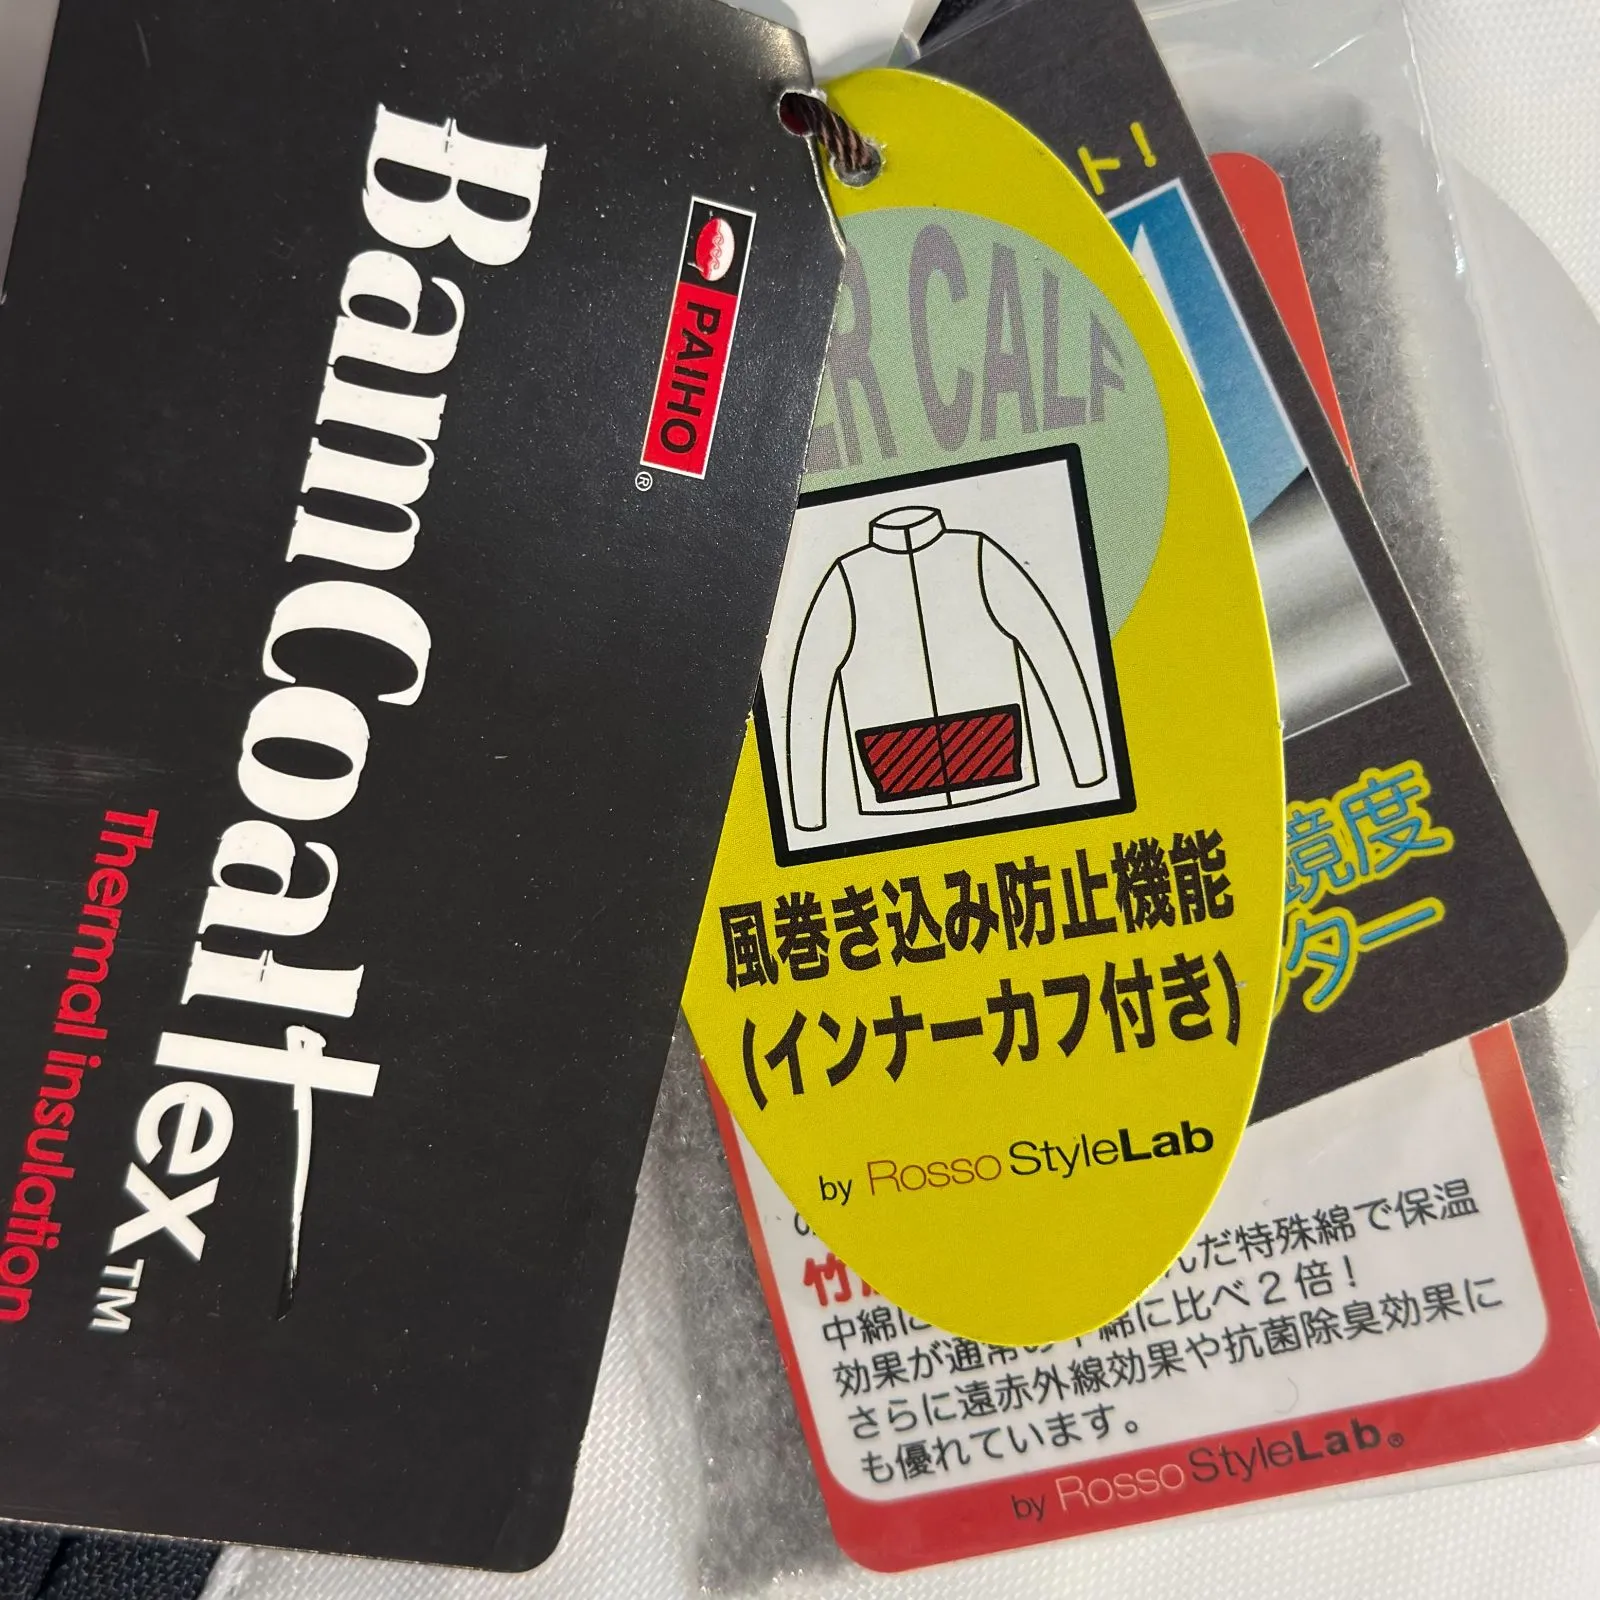 BamCoaltex™
Thermal insulation
PAIHO®
ER CALF
風巻き込み防止機能
(インナーカフ付き)
by Rosso StyleLab
ト!
鏡度
ター
竹
んだ特殊綿で保温
中綿に
綿に比べ2倍!
効果が通常の
さらに遠赤外線効果や抗菌除臭効果に
も優れています。
by Rosso StyleLab®